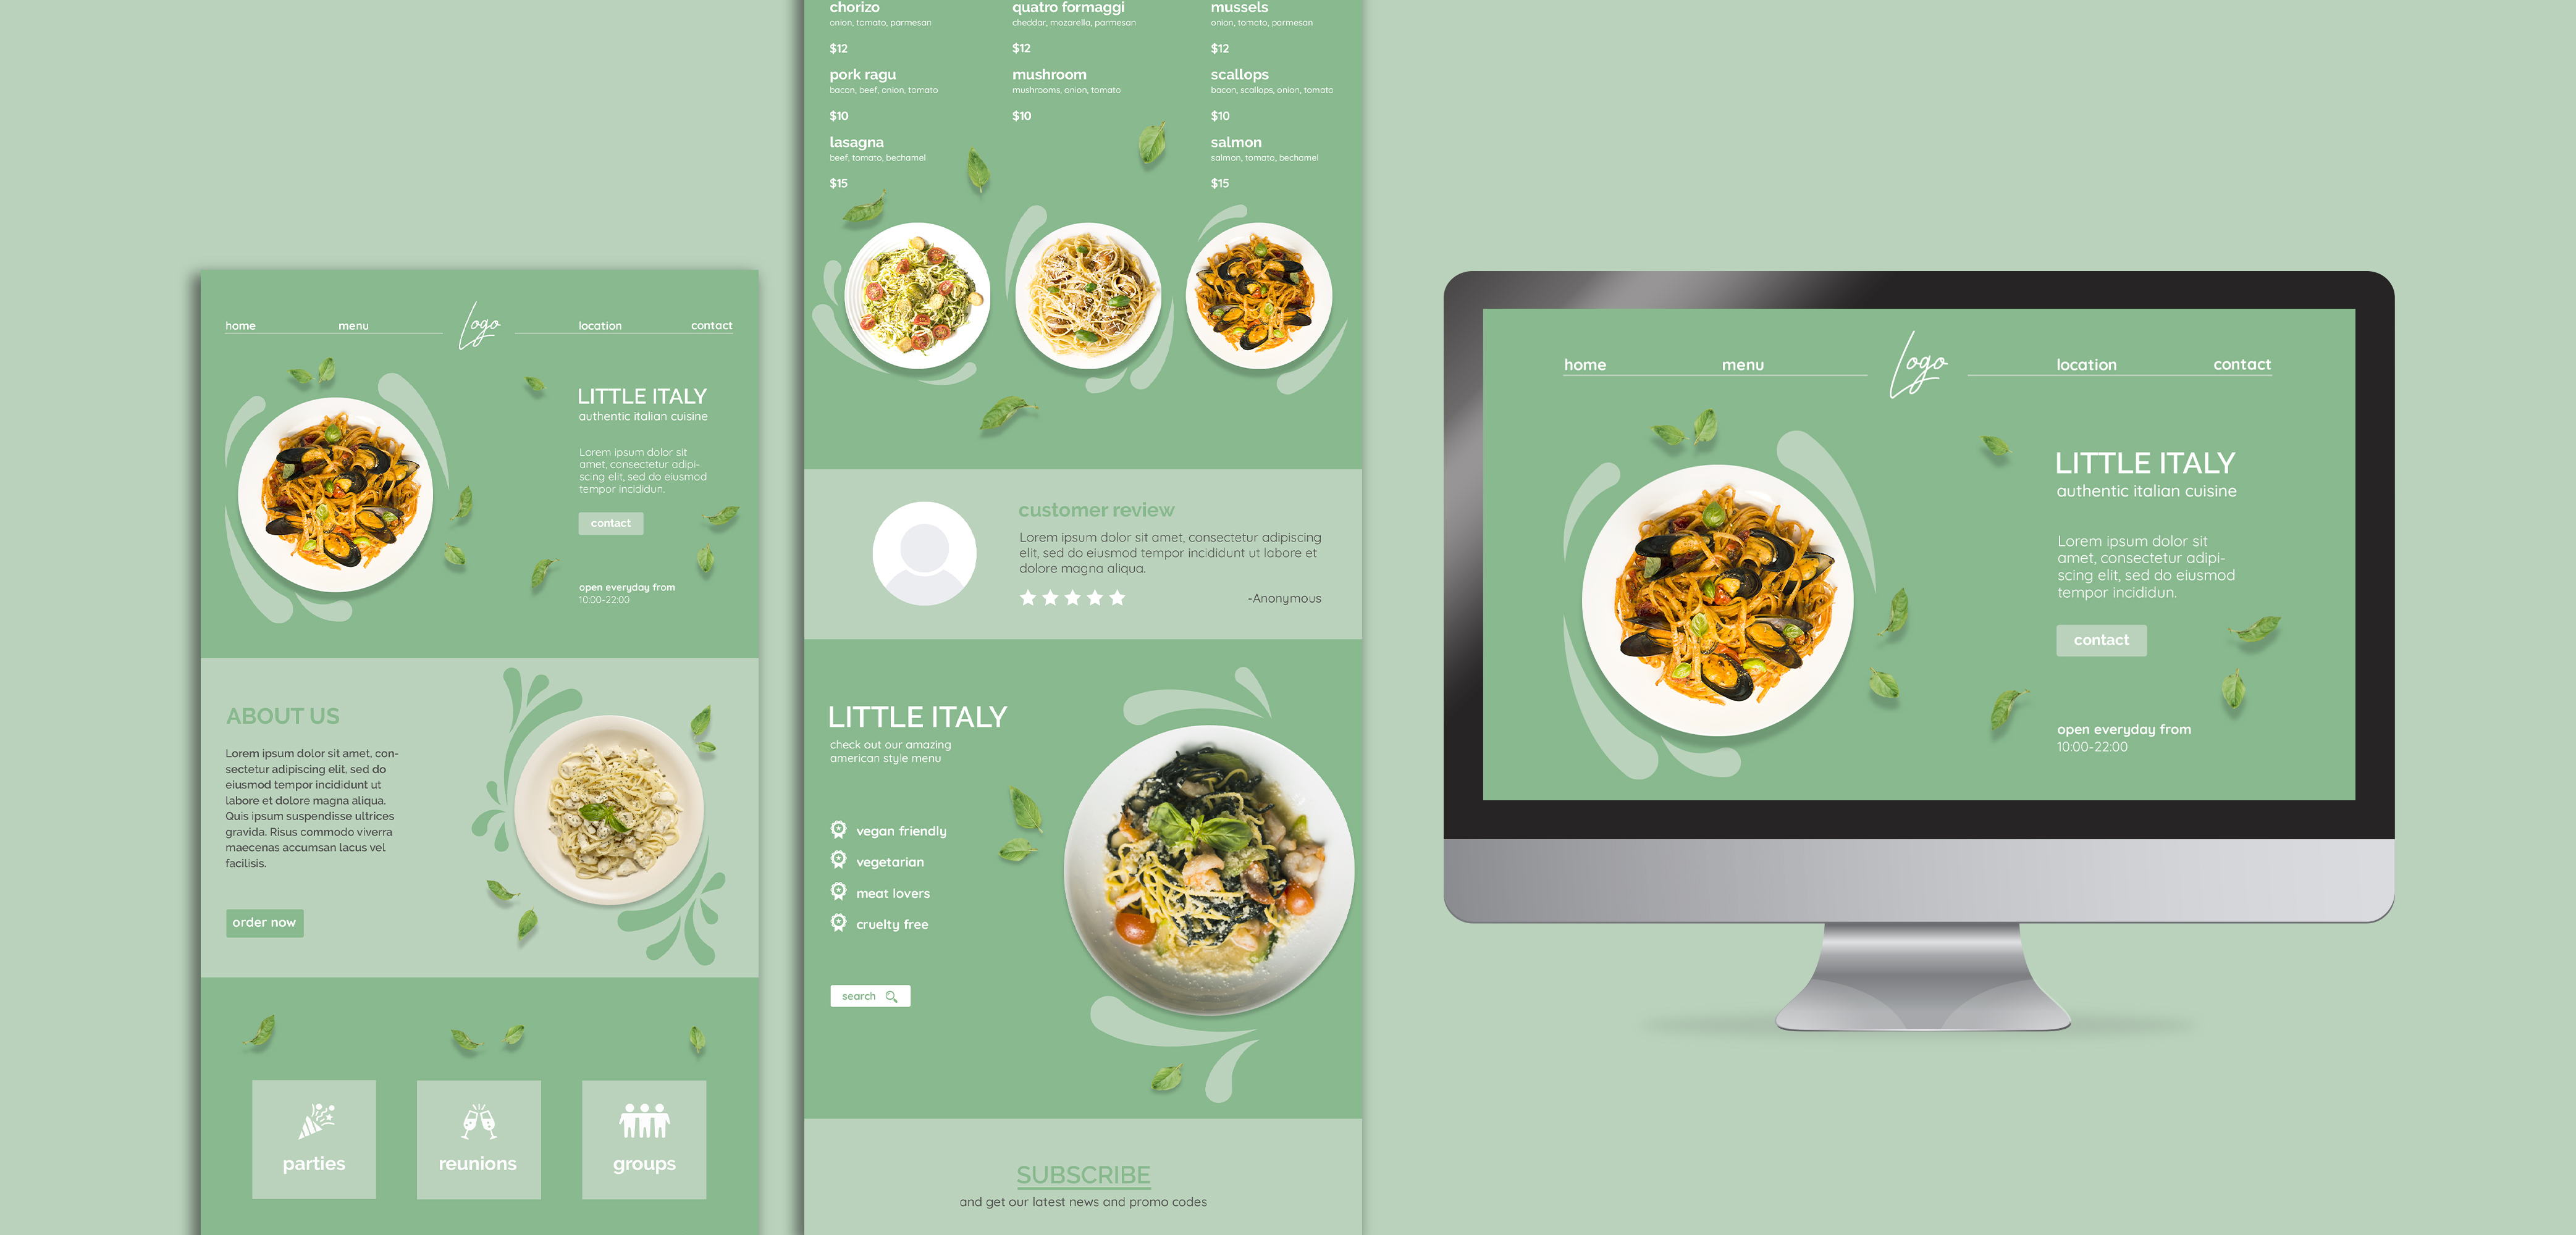 home
menu
Logo
location
contact
LITTLE ITALY
authentic italian cuisine
Lorem ipsum dolor sit
amet, consectetur adipi-
scing elit, sed do eiusmod
tempor incididun.
contact
open everyday from
10:00-22:00
ABOUT US
Lorem ipsum dolor sit amet, con-
sectetur adipiscing elit, sed do
eiusmod tempor incididunt ut
labore et dolore magna aliqua.
Quis ipsum suspendisse ultrices
gravida. Risus commodo viverra
maecenas accumsan lacus vel
facilisis.
order now
parties
reunions
groups
chorizo
onion, tomato, parmesan
$12
pork ragu
bacon, beef, onion, tomato
$10
lasagna
beef, tomato, bechamel
$15
quatro formaggi
cheddar, mozarella, parmesan
$12
mushroom
mushrooms, onion, tomato
$10
mussels
onion, tomato, parmesan
$12
scallops
bacon, scallops, onion, tomato
$10
salmon
salmon, tomato, bechamel
$15
customer review
Lorem ipsum dolor sit amet, consectetur adipiscing
elit, sed do eiusmod tempor incididunt ut labore et
dolore magna aliqua.
-Anonymous
LITTLE ITALY
check out our amazing
american style menu
vegan friendly
vegetarian
meat lovers
cruelty free
search
SUBSCRIBE
and get our latest news and promo codes
home
menu
Logo
location
contact
LITTLE ITALY
authentic italian cuisine
Lorem ipsum dolor sit
amet, consectetur adipi-
scing elit, sed do eiusmod
tempor incididun.
contact
open everyday from
10:00-22:00